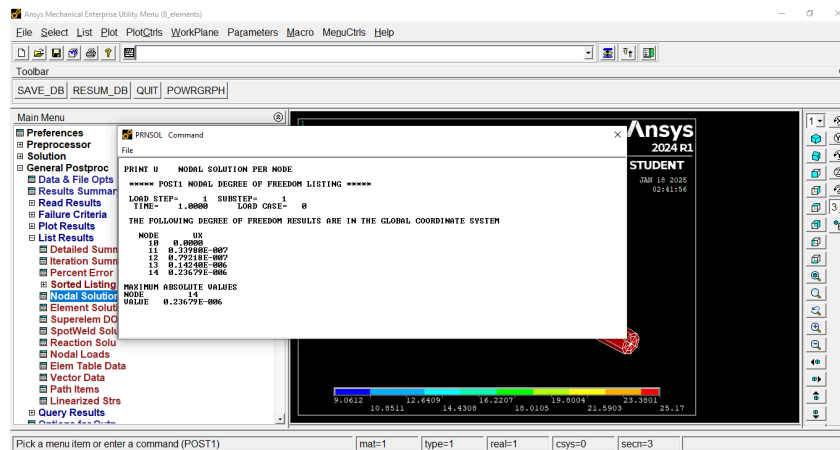 Ansys Mechanical Enterprise Utility Menu (8_elements)
File Select List Plot PlotCtrls WorkPlane Parameters Macro MenuCtrls Help
Toolbar
SAVE_DB RESUM_DB QUIT POWRGRPH
Main Menu
Preferences
Preprocessor
Solution
General Postproc
Data & File Opts
Results Summar
Read Results
Failure Criteria
Plot Results
List Results
Detailed Summ
Iteration Summ
Percent Error
Sorted Listing
Nodal Solution
Element Soluti
Superelem DO
SpotWeld Solu
Reaction Solu
Nodal Loads
Elem Table Data
Vector Data
Path Items
Linearized Strs
Query Results
PRNSOL Command
File
PRINT U NODAL SOLUTION PER NODE
***** POST1 NODAL DEGREE OF FREEDOM LISTING *****
LOAD STEP= 1 SUBSTEP= 1
TIME= 1.0000 LOAD CASE= 0
THE FOLLOWING DEGREE OF FREEDOM RESULTS ARE IN THE GLOBAL COORDINATE SYSTEM
NODE UX
10 0.0000
11 0.33980E-007
12 0.79218E-007
13 0.14240E-006
14 0.23679E-006
MAXIMUM ABSOLUTE VALUES
NODE 14
VALUE 0.23679E-006
1
Ansys
2024 R1
STUDENT
JAN 18 2025
02:41:56
9.0612 12.6409 16.2207 19.8004 23.3801
10.8511 14.4308 18.0105 21.5903 25.17
1
3
Pick a menu item or enter a command (POST1) mat=1 type=1 real=1 csys=0 secn=3